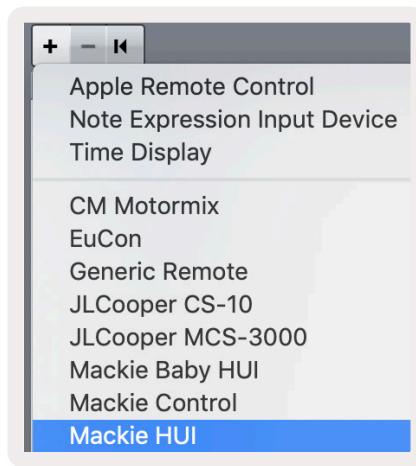 Apple Remote Control
Note Expression Input Device
Time Display
CM Motormix
EuCon
Generic Remote
JLCooper CS-10
JLCooper MCS-3000
Mackie Baby HUI
Mackie Control
Mackie HUI